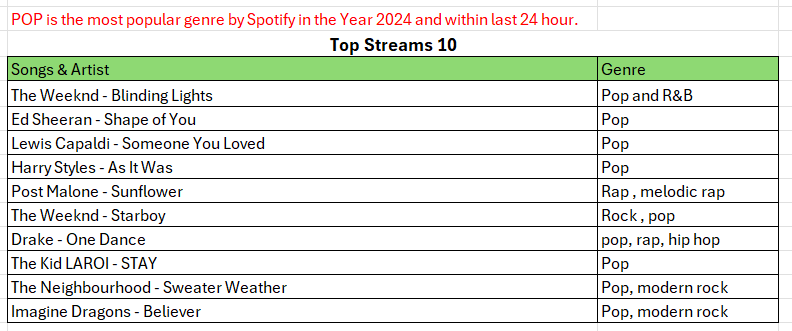 POP is the most popular genre by Spotify in the Year 2024 and within last 24 hour.
Top Streams 10
Songs & Artist Genre
The Weeknd - Blinding Lights Pop and R&B
Ed Sheeran - Shape of You Pop
Lewis Capaldi - Someone You Loved Pop
Harry Styles - As It Was Pop
Post Malone - Sunflower Rap , melodic rap
The Weeknd - Starboy Rock , pop
Drake - One Dance pop, rap, hip hop
The Kid LAROI - STAY Pop
The Neighbourhood - Sweater Weather Pop, modern rock
Imagine Dragons - Believer Pop, modern rock